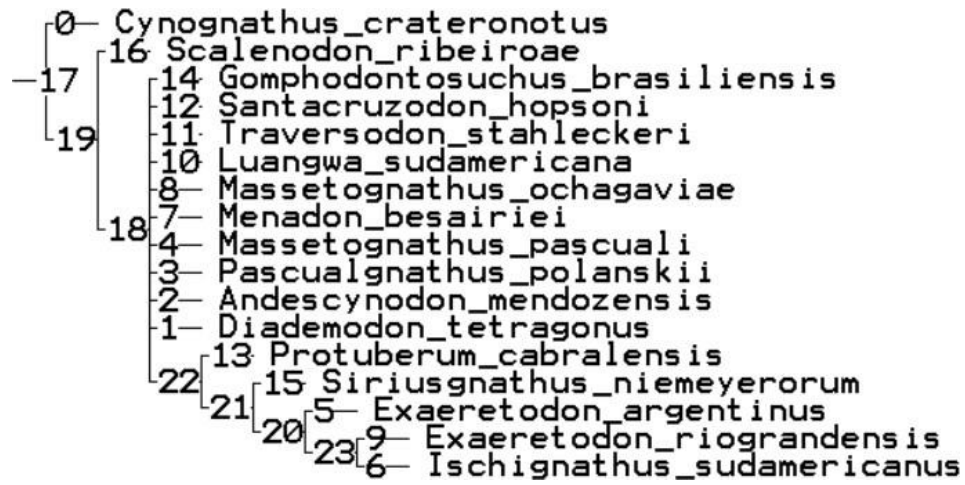 0 Cynognathus_crateronotus
16 Scalenodon_ribeiroae
17
14 Gomphodontosuchus_brasiliensis
12 Santacruzodon_hopsoni
19 11 Traversodon_stahleckeri
10 Luangwa_sudamericana
8 Massetognathus_ochagaviae
7 Menadon_besairiei
18
4 Massetognathus_pascuali
3 Pascualgnathus_polanskii
2 Andescynodon_mendozensis
1 Diademodon_tetragonus
13 Protuberum_cabralensis
22 15 Siriusgnathus_niemeyerorum
21 5 Exaeretodon_argentinus
20 9 Exaeretodon_riograndensis
23 6 Ischignathus_sudamericanus